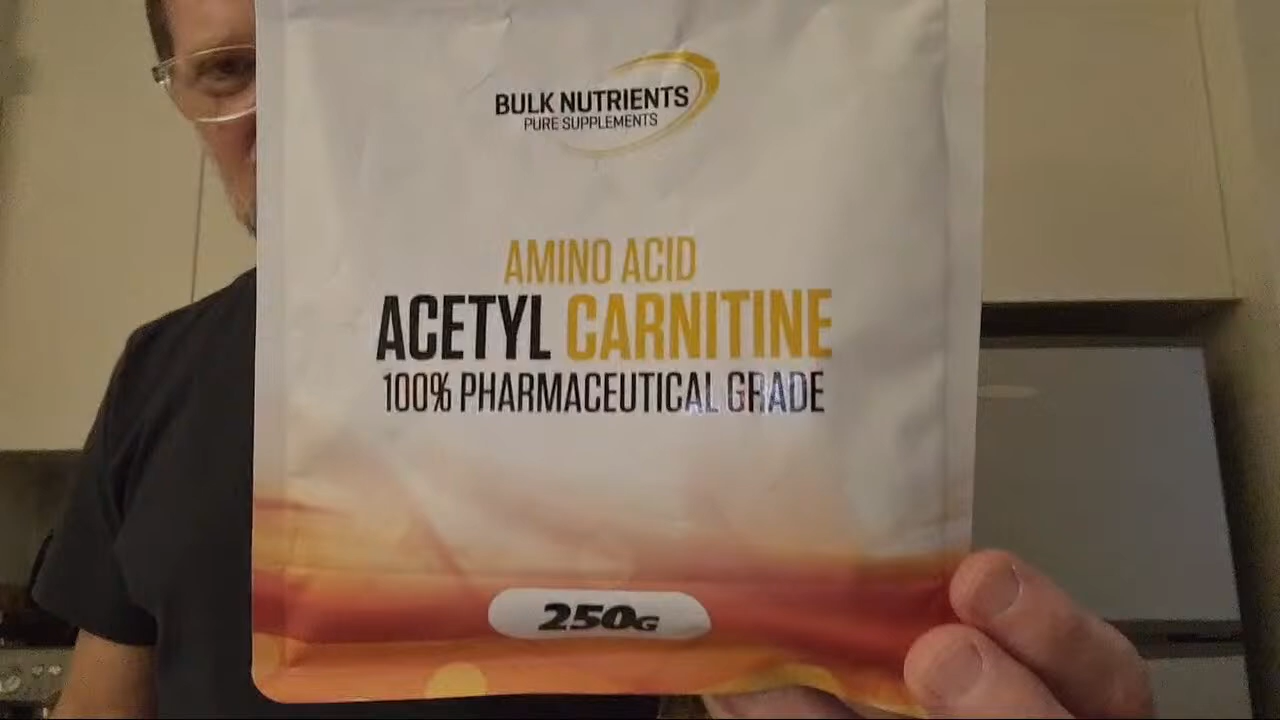 BULK NUTRIENTS
PURE SUPPLEMENTS
AMINO ACID
ACETYL CARNITINE
100% PHARMACEUTICAL GRADE
250G